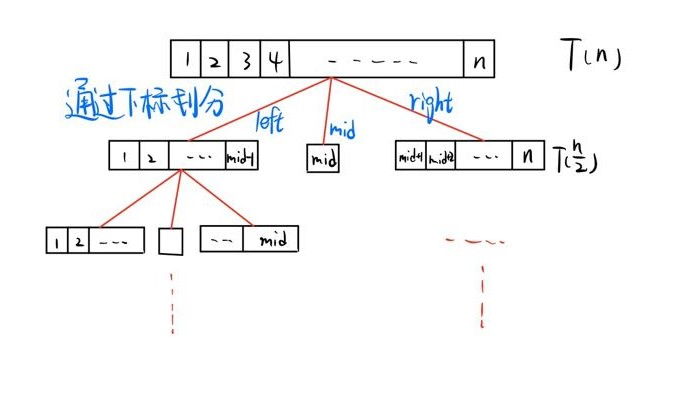 1 2 3 4 ----- n T(n)
通过下标划分
left mid right
1 2 --- mid-1 mid mid+1 mid+2 --- n T(n/2)
1 2 --- -- mid
----